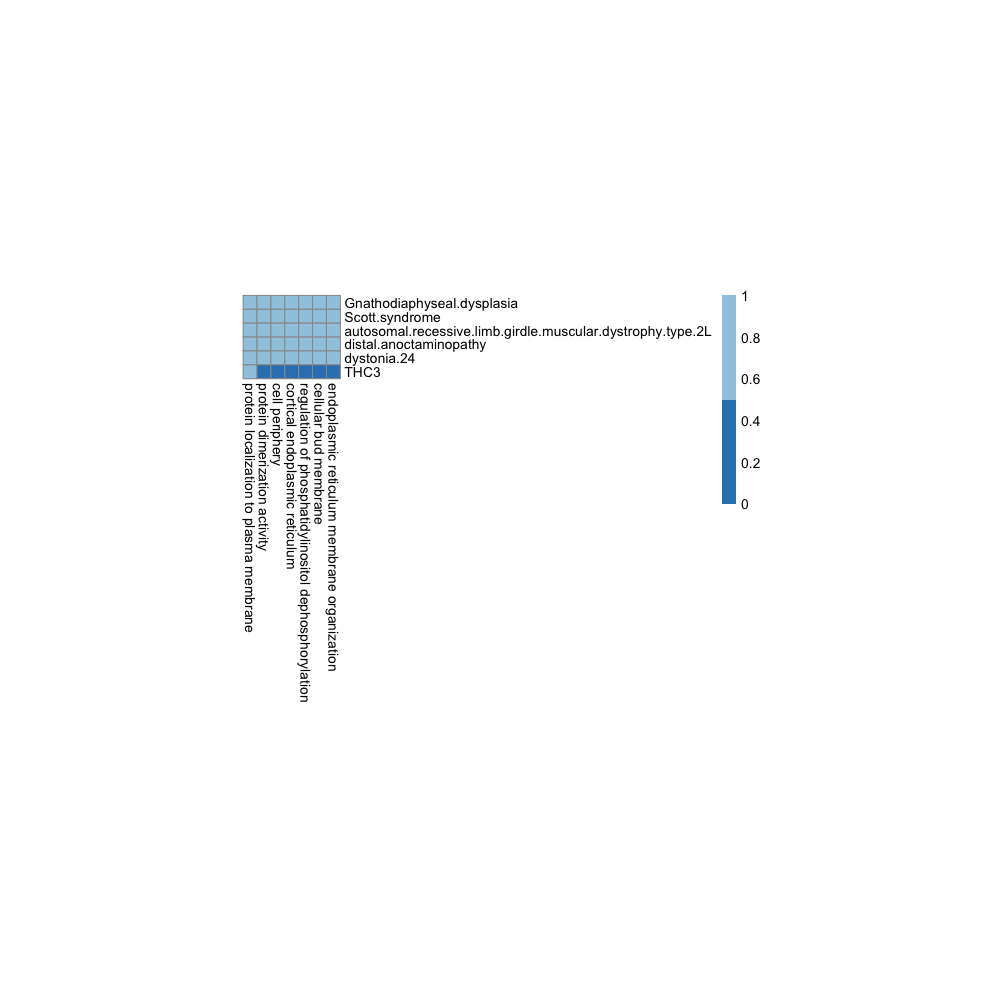 Gnathodiaphyseal.dysplasia
Scott.syndrome
autosomal.recessive.limb.girdle.muscular.dystrophy.type.2L
distal.anoctaminopathy
dystonia.24
THC3
protein localization to plasma membrane
protein dimerization activity
cell periphery
cortical endoplasmic reticulum
regulation of phosphatidylinositol dephosphorylation
cellular bud membrane
endoplasmic reticulum membrane organization
1
0.8
0.6
0.4
0.2
0